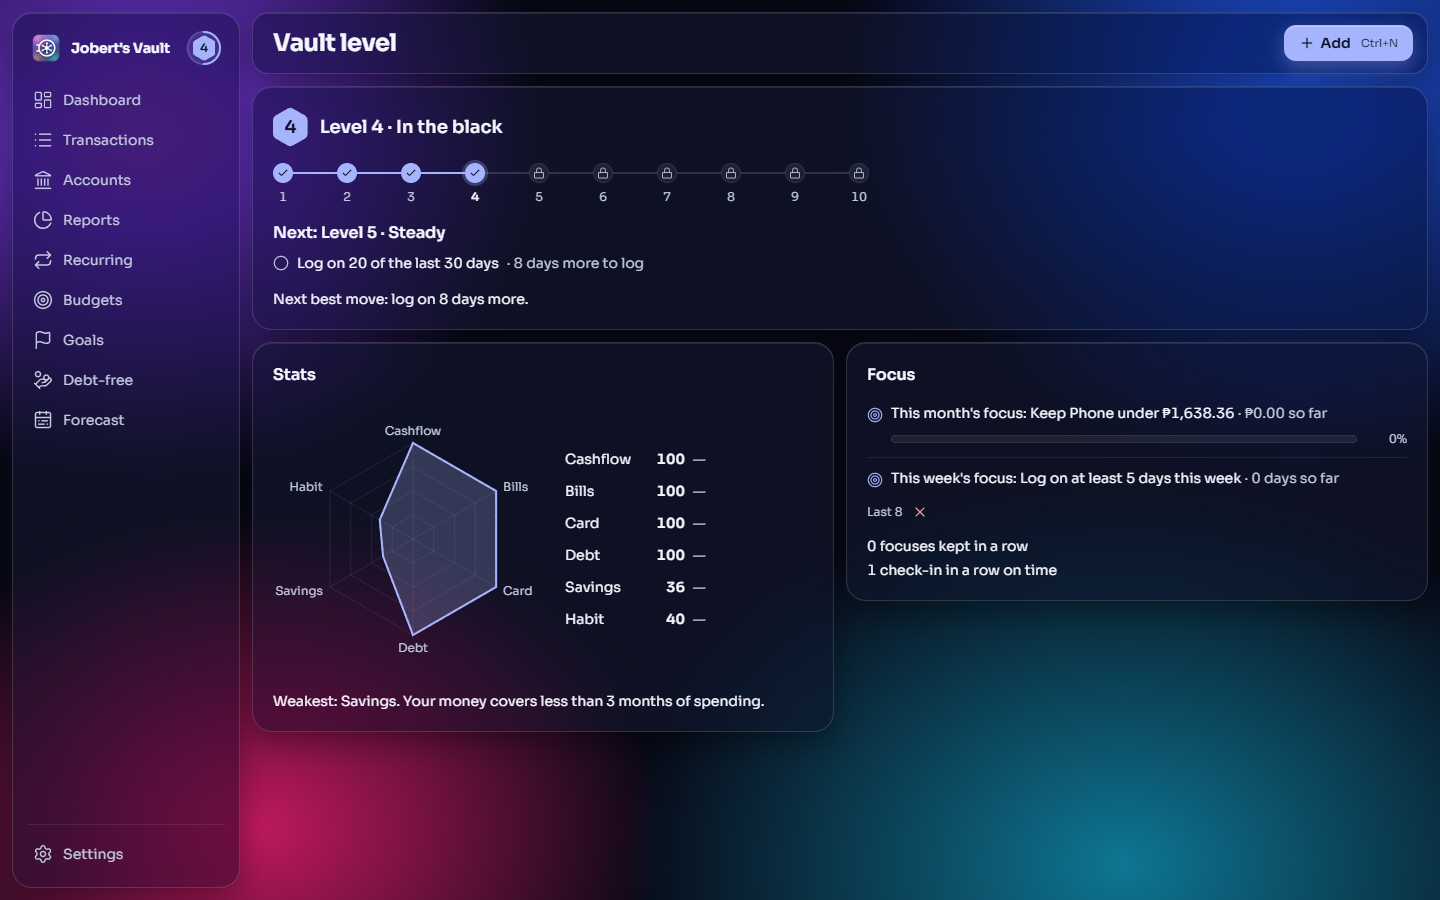 Jobert's Vault
4
Dashboard
Transactions
Accounts
Reports
Recurring
Budgets
Goals
Debt-free
Forecast
Settings
Vault level
+ Add Ctrl+N
4 Level 4 · In the black
1 2 3 4 5 6 7 8 9 10
Next: Level 5 · Steady
Log on 20 of the last 30 days · 8 days more to log
Next best move: log on 8 days more.
Stats
Cashflow
Habit
Bills
Savings
Card
Debt
Cashflow 100 —
Bills 100 —
Card 100 —
Debt 100 —
Savings 36 —
Habit 40 —
Weakest: Savings. Your money covers less than 3 months of spending.
Focus
This month's focus: Keep Phone under ₱1,638.36 · ₱0.00 so far
0%
This week's focus: Log on at least 5 days this week · 0 days so far
Last 8
0 focuses kept in a row
1 check-in in a row on time